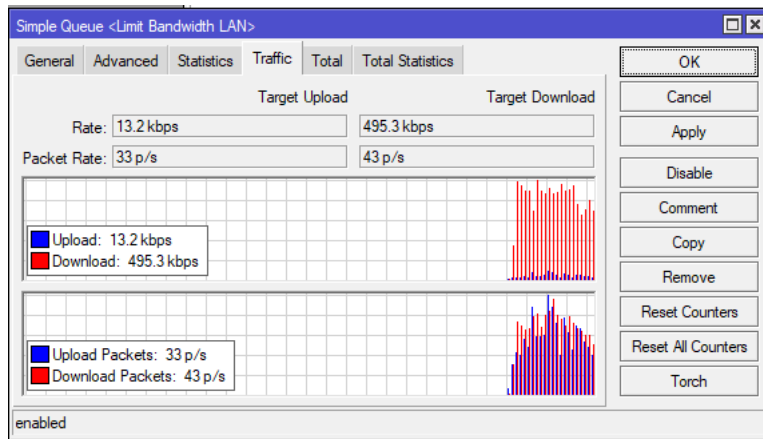 Simple Queue <Limit Bandwidth LAN>
General Advanced Statistics Traffic Total Total Statistics
Target Upload Target Download
Rate: 13.2 kbps 495.3 kbps
Packet Rate: 33 p/s 43 p/s
Upload: 13.2 kbps
Download: 495.3 kbps
Upload Packets: 33 p/s
Download Packets: 43 p/s
OK
Cancel
Apply
Disable
Comment
Copy
Remove
Reset Counters
Reset All Counters
Torch
enabled